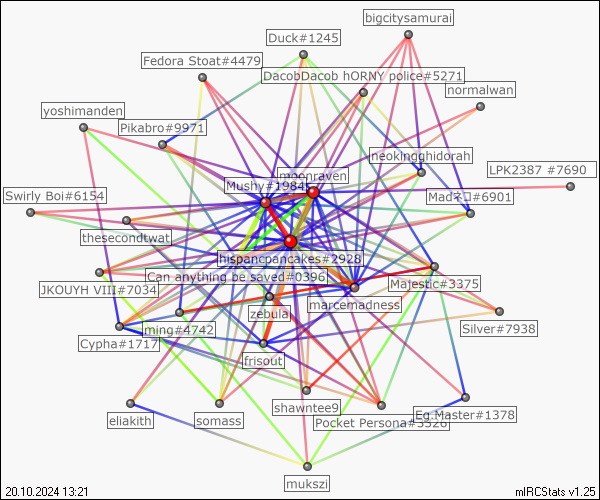 bigcitysamurai
Duck#1245
Fedora Stoat#4479
DacobDacob hORNY police#5271
normalwan
yoshimanden
Pikabro#9971
neokingghidorah
LPK2387 #7690
moonraven
Mushy#1984
Swirly Boi#6154
Mad
#6901
thesecondtwat
hispancpancakes#2928
Can anything be saved#0396
Majestic#3375
JKOUYH VIII#7034
marcemadness
zebula
Silver#7938
ming#4742
Cypha#1717
frisout
shawntee9
Eg.Master#1378
eliakith
somass
Pocket Persona#3526
mukszi
20.10.2024 13:21
mIRCStats v1.25